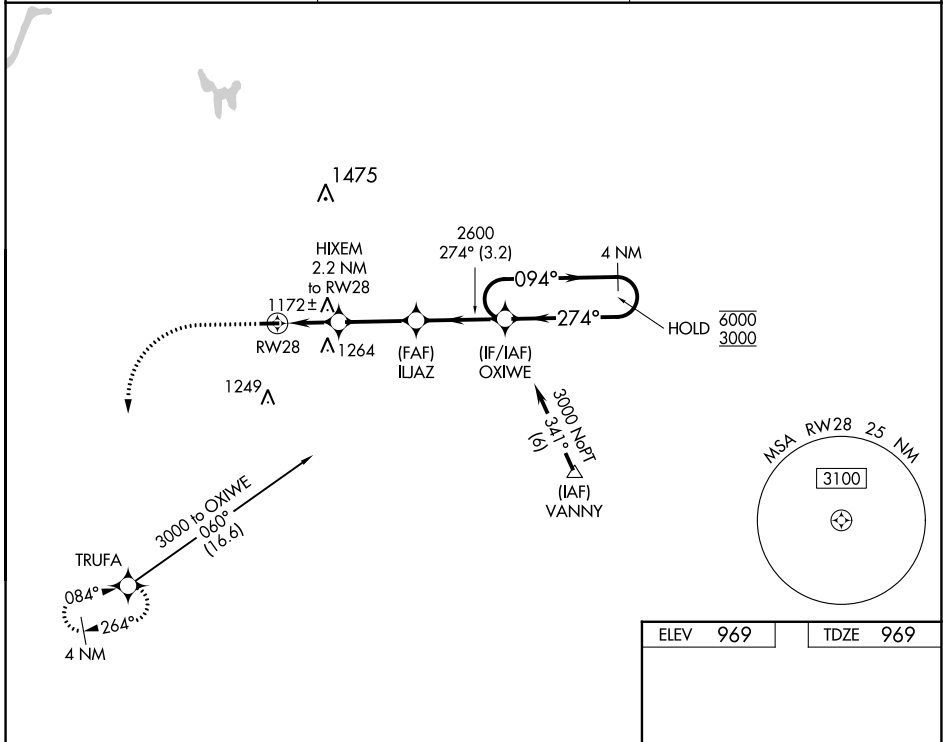 1475
2600
274° (3.2)
4 NM
HIXEM
2.2 NM
to RW28
094°
1172±
274°
HOLD 6000
3000
RW28
1264
(FAF)
ILJAZ
(IF/IAF)
OXIWE
1249
3000 NoPT
341°
(6)
(IAF)
VANNY
MSA RW28 25 NM
3100
3000 to OXIWE
060°
(16.6)
TRUFA
084°
264°
4 NM
ELEV 969
TDZE 969